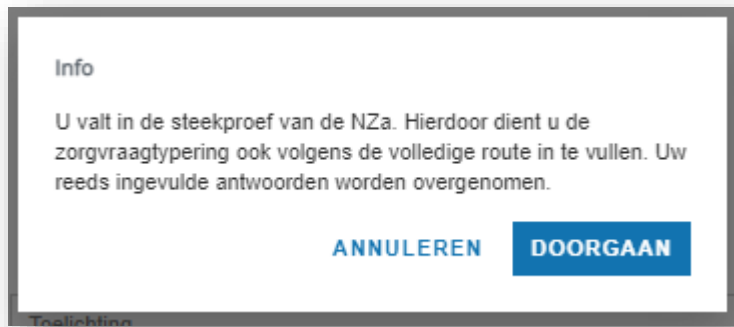 Info
U valt in de steekproef van de NZa. Hierdoor dient u de
zorgvraagtypering ook volgens de volledige route in te vullen. Uw
reeds ingevulde antwoorden worden overgenomen.
ANNULEREN DOORGAAN
Toelichting